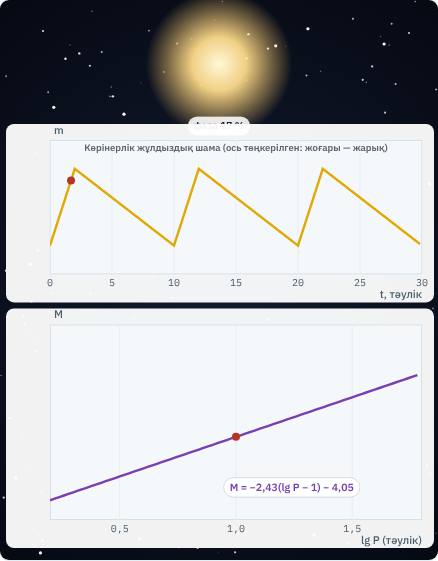 m
Көрінерлік жұлдыздық шама (ось төңкерілген: жоғары — жарық)
0 5 10 15 20 25 30
t, тәулік
M
M = −2,43(lg P − 1) − 4,05
0,5 1,0 1,5
lg P (тәулік)